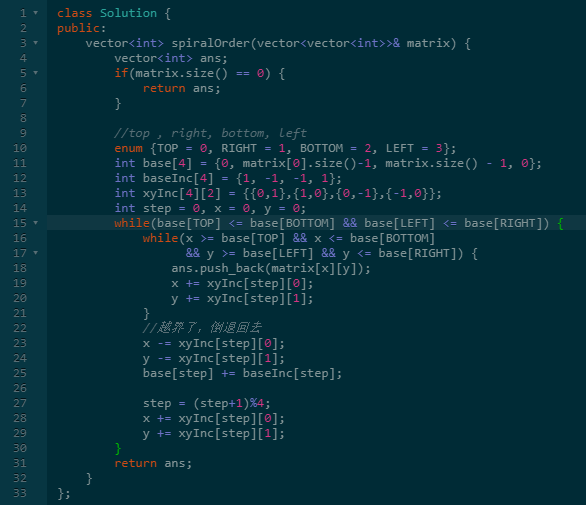 1 class Solution {
2 public:
3     vector<int> spiralOrder(vector<vector<int>>& matrix) {
4         vector<int> ans;
5         if(matrix.size() == 0) {
6             return ans;
7         }
8
9         //top , right, bottom, left
10         enum {TOP = 0, RIGHT = 1, BOTTOM = 2, LEFT = 3};
11         int base[4] = {0, matrix[0].size()-1, matrix.size() - 1, 0};
12         int baseInc[4] = {1, -1, -1, 1};
13         int xyInc[4][2] = {{0,1},{1,0},{0,-1},{-1,0}};
14         int step = 0, x = 0, y = 0;
15         while(base[TOP] <= base[BOTTOM] && base[LEFT] <= base[RIGHT]) {
16             while(x >= base[TOP] && x <= base[BOTTOM]
17                   && y >= base[LEFT] && y <= base[RIGHT]) {
18                 ans.push_back(matrix[x][y]);
19                 x += xyInc[step][0];
20                 y += xyInc[step][1];
21             }
22             //越界了，倒退回去
23             x -= xyInc[step][0];
24             y -= xyInc[step][1];
25             base[step] += baseInc[step];
26
27             step = (step+1)%4;
28             x += xyInc[step][0];
29             y += xyInc[step][1];
30         }
31         return ans;
32     }
33 };